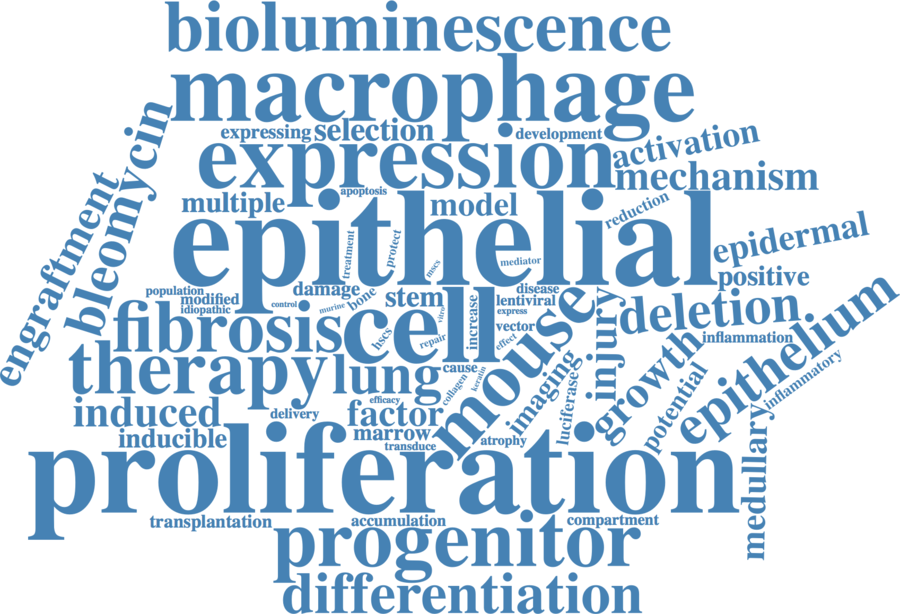 bioluminescence
macrophage
expressing
selection
development
expression
activation
mechanism
bleomycin
engraftment
apoptosis
multiple
model
reduction
epithelial
treatment
protect
mscs
mediator
epidermal
positive
population
modified
idiopathic
damage
control
murine
bone
stem
vitro
increase
disease
lentiviral
express
vector
effect
deletion
fibrosis
cell
hscs
repair
mouse
injury
growth
inflammation
inflammatory
epithelium
therapy
lung
cause
collagen
keratin
imaging
luciferase
potential
medullary
induced
inducible
delivery
efficacy
factor
marrow
transduce
atrophy
proliferation
transplantation
accumulation
compartment
progenitor
differentiation